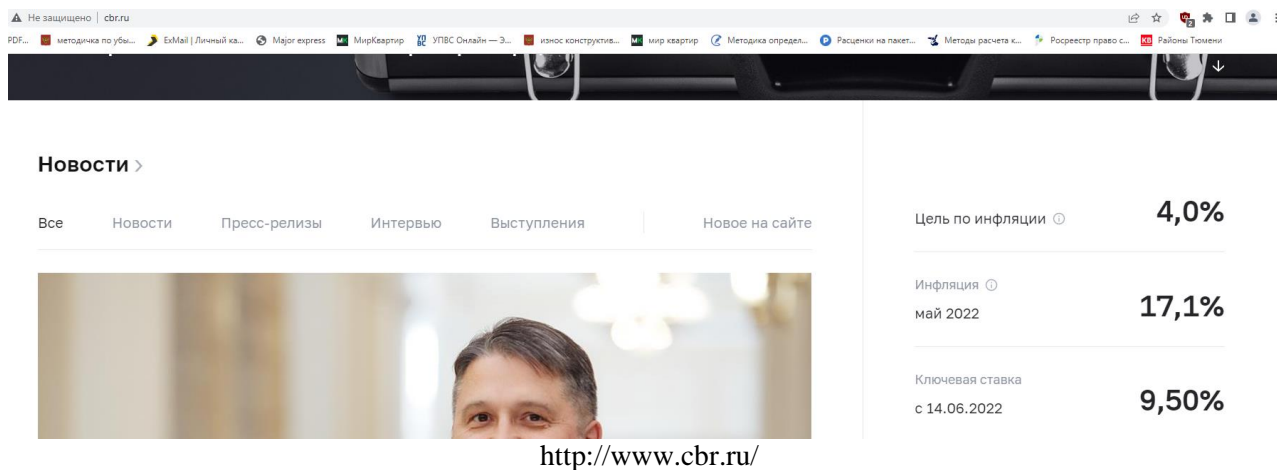 Не защищено | cbr.ru
PDF... методичка по убы... ExMail | Личный ка... Major express МирКвартир УПВС Онлайн — Э... износ конструктив... мир квартир Методика определ... Расценки на пакет... Методы расчета к... Росреестр право с... Районы Тюмени
Новости >
Все Новости Пресс-релизы Интервью Выступления Новое на сайте
Цель по инфляции 4,0%
Инфляция
май 2022 17,1%
Ключевая ставка
с 14.06.2022 9,50%
http://www.cbr.ru/